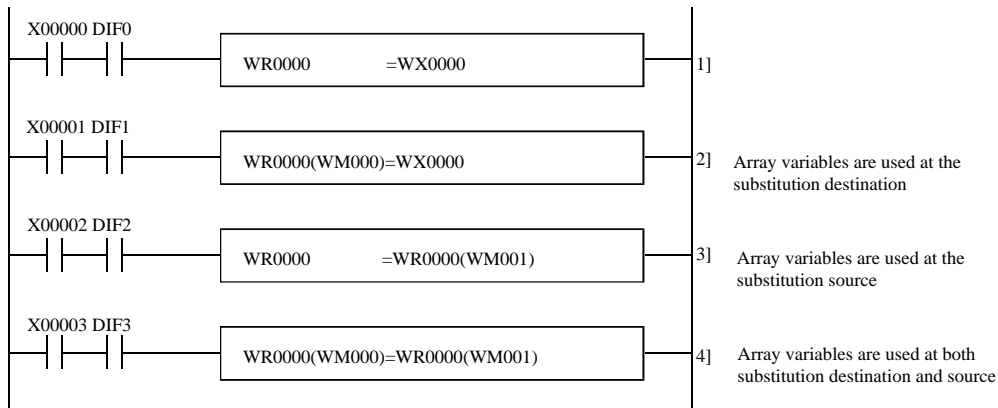 X00000 DIF0
WR0000 =WX0000
1]
X00001 DIF1
WR0000(WM000)=WX0000
2]
Array variables are used at the
substitution destination
X00002 DIF2
WR0000 =WR0000(WM001)
3]
Array variables are used at the
substitution source
X00003 DIF3
WR0000(WM000)=WR0000(WM001)
4]
Array variables are used at both
substitution destination and source